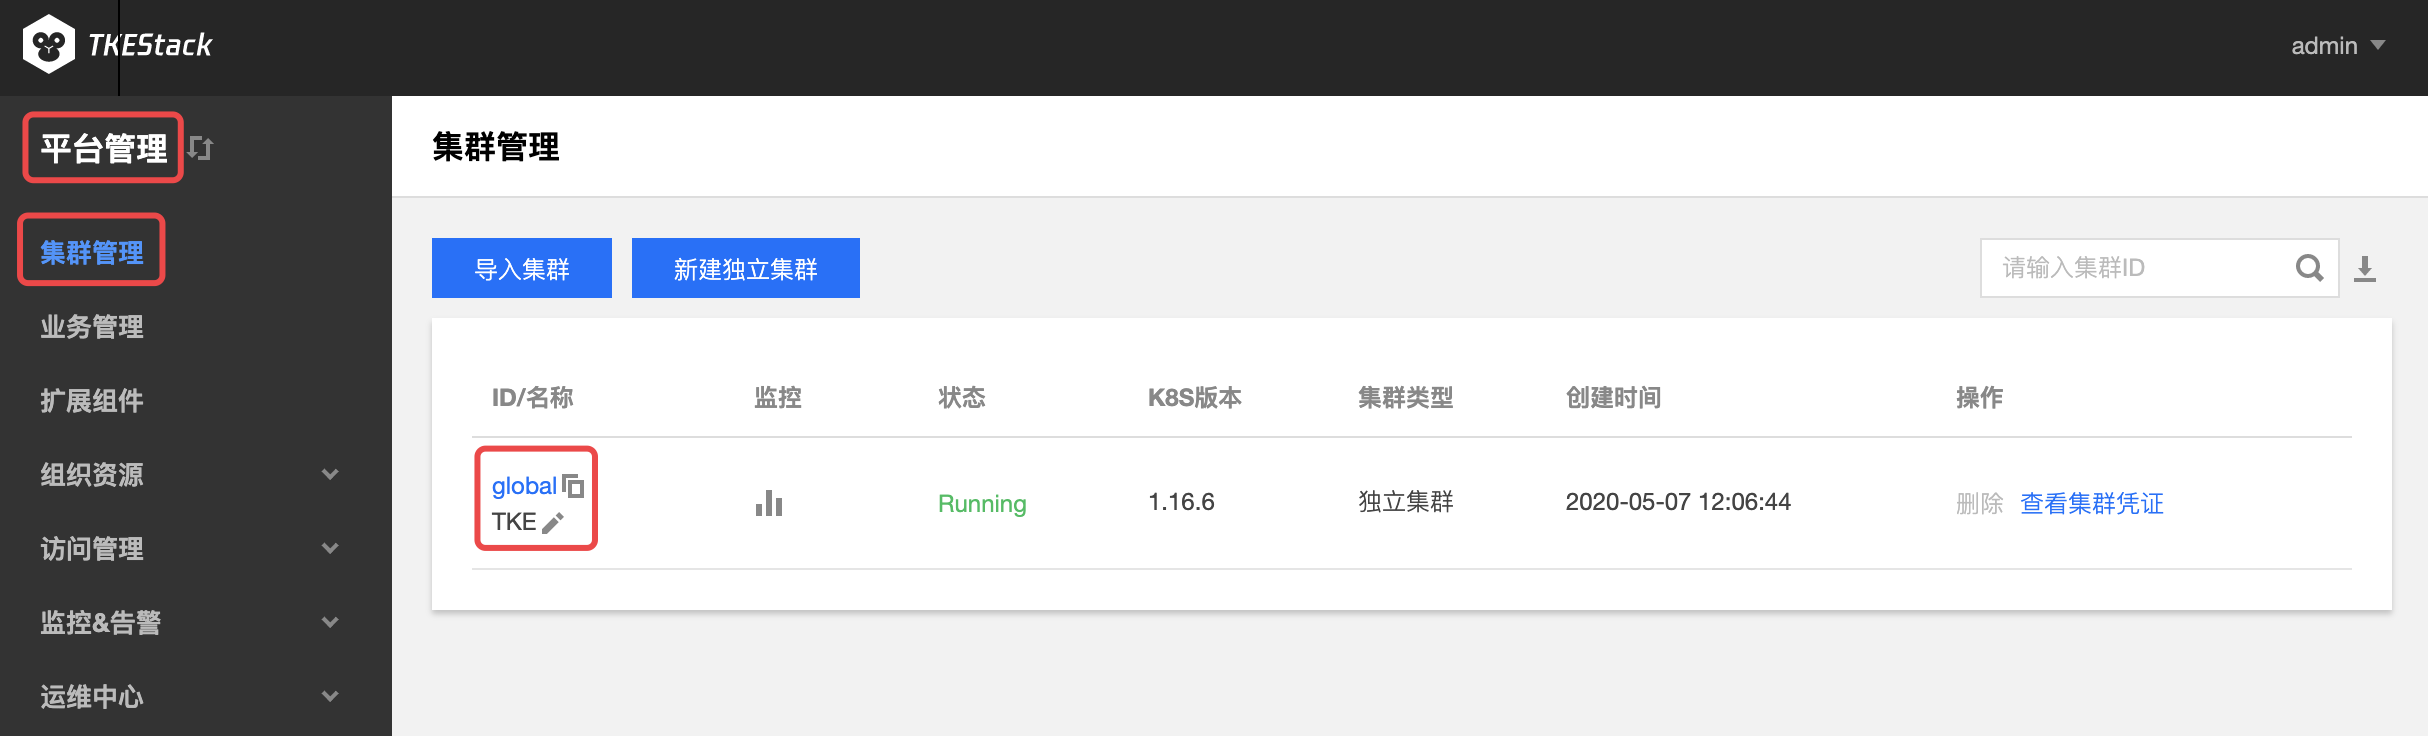 TKEStack
admin
平台管理
集群管理
业务管理
扩展组件
组织资源
访问管理
监控&告警
运维中心
集群管理
导入集群
新建独立集群
请输入集群ID
ID/名称 监控 状态 K8S版本 集群类型 创建时间 操作
global
TKE
Running 1.16.6 独立集群 2020-05-07 12:06:44 删除 查看集群凭证